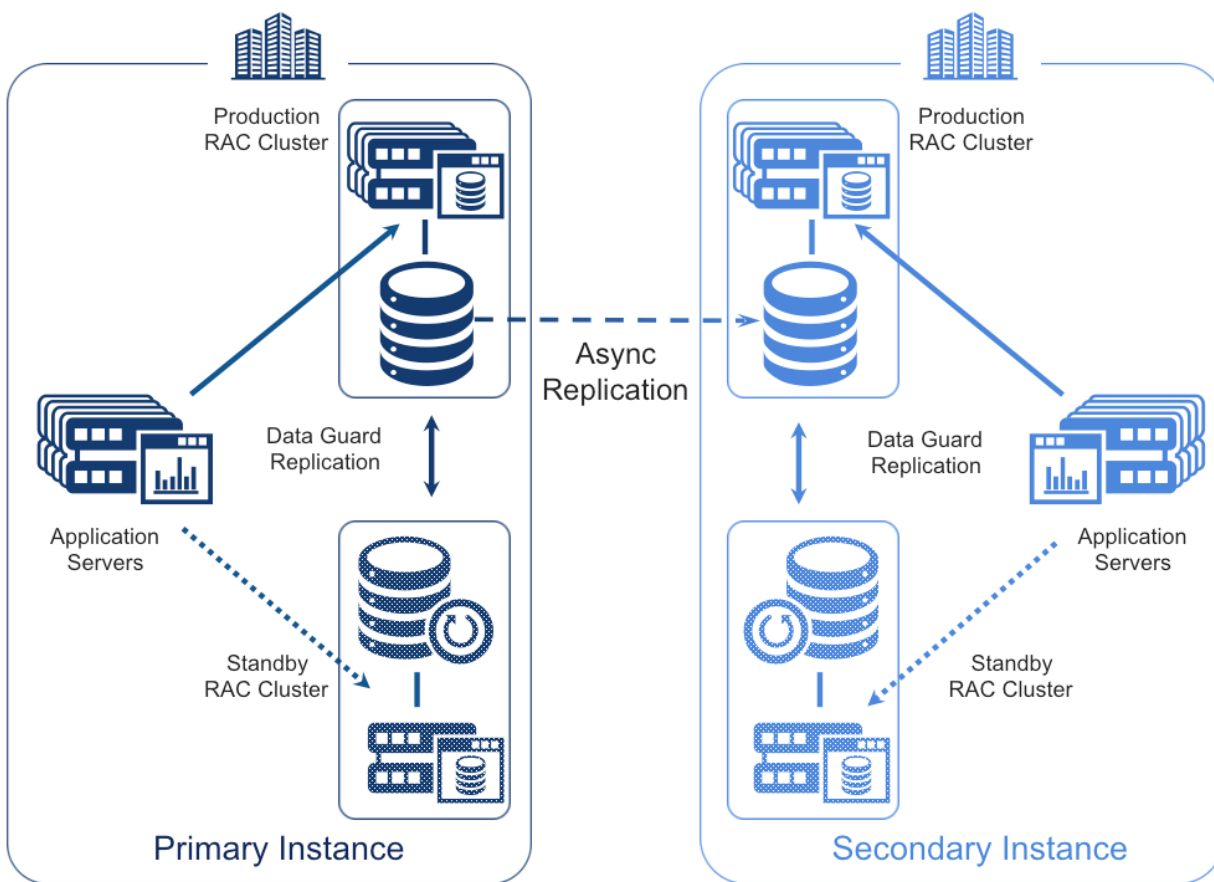 Production
RAC Cluster
Production
RAC Cluster
Async
Replication
Data Guard
Replication
Data Guard
Replication
Application
Servers
Application
Servers
Standby
RAC Cluster
Standby
RAC Cluster
Primary Instance
Secondary Instance